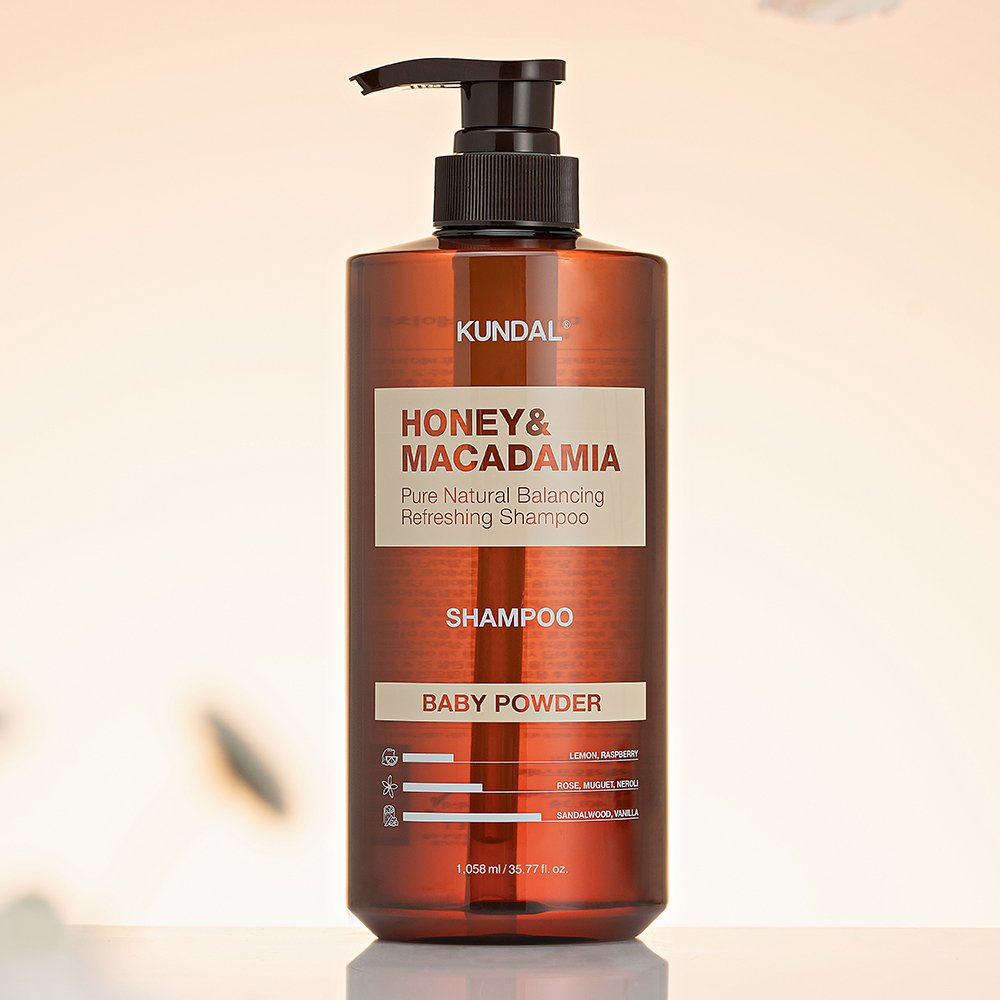 KUNDAL®
HONEY&
MACADAMIA
Pure Natural Balancing
Refreshing Shampoo
SHAMPOO
BABY POWDER
LEMON, RASPBERRY
ROSE, MUGUET, NEROLI
SANDALWOOD, VANILLA
1,058 ml / 35.77 fl. oz.